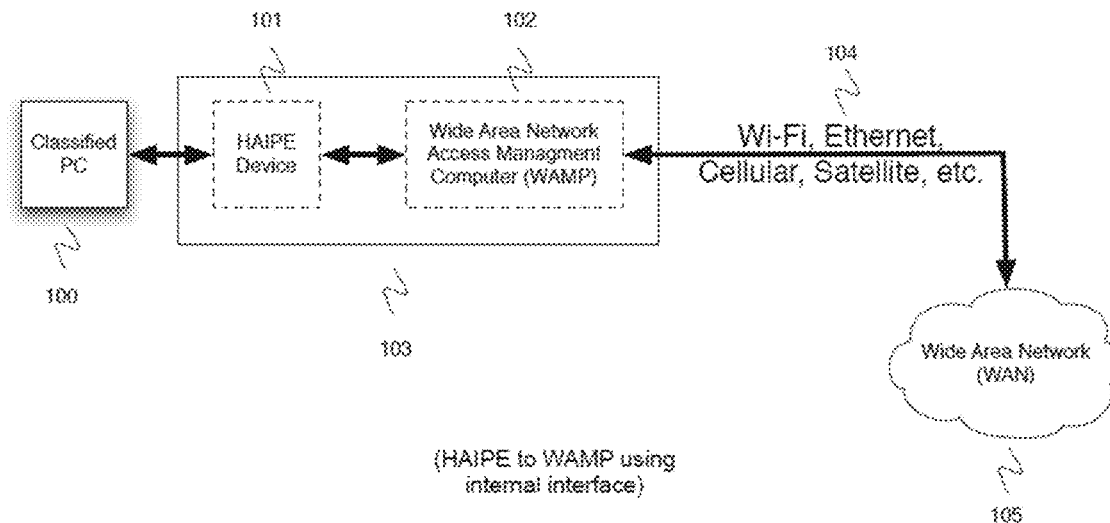 101
102
104
Classified
PC
HAIPE
Device
Wide Area Network
Access Managment
Computer (WAMP)
Wi-Fi, Ethernet,
Cellular, Satellite, etc.
100
103
Wide Area Network
(WAN)
(HAIPE to WAMP using
internal interface)
105